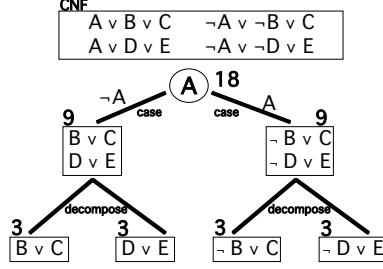 CNF
A ∨ B ∨ C ¬A ∨ ¬B ∨ C
A ∨ D ∨ E ¬A ∨ ¬D ∨ E
A 18
¬A A
case case
9 9
B ∨ C ¬ B ∨ C
D ∨ E ¬ D ∨ E
decompose decompose
3 3 3 3
B ∨ C D ∨ E ¬ B ∨ C ¬ D ∨ E